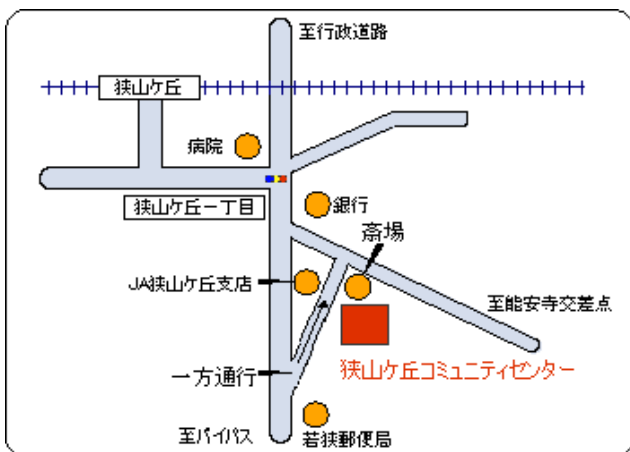 至行政道路
狭山ケ丘
病院
狭山ケ丘一丁目
銀行
斎場
JA狭山ケ丘支店
至能安寺交差点
狭山ケ丘コミュニティセンター
一方通行
至バイパス
若狭郵便局